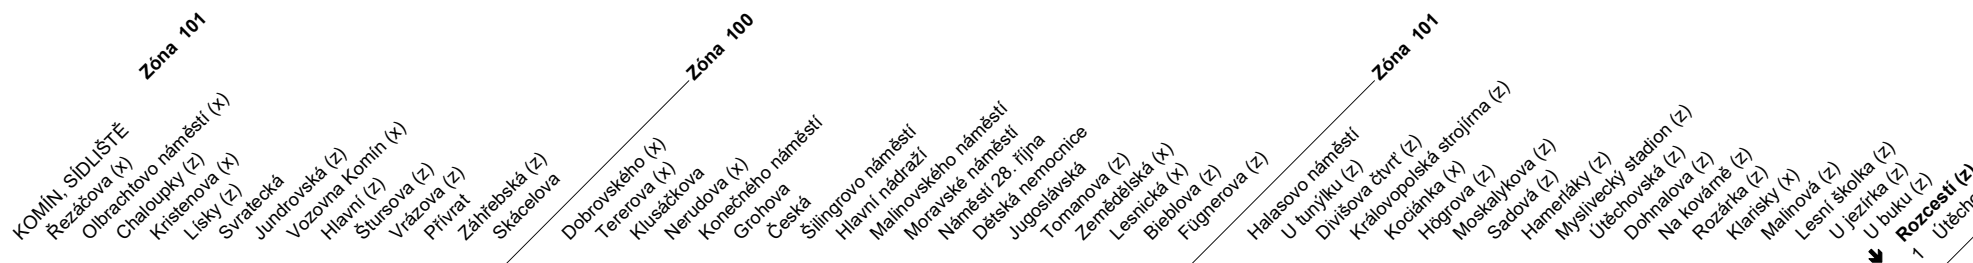 Zóna 101
KOMÍN, SÍDLIŠTĚ
Řezáčova (x)
Olbrachtovo náměstí (x)
Chaloupky (z)
Kristenova (x)
Lísky (z)
Svratecká
Jundrovská (z)
Vozovna Komín (x)
Hlavní (z)
Štursova (z)
Vrázova (z)
Přívrat
Záhřebská (z)
Skácelova
Zóna 100
Dobrovského (x)
Tererova (x)
Klusáčkova
Nerudova (x)
Konečného náměstí
Grohova
Česká
Šilingrovo náměstí
Hlavní nádraží
Malinovského náměstí
Moravské náměstí
Náměstí 28. října
Dětská nemocnice
Jugoslávská
Tomanova (z)
Zemědělská (x)
Lesnická (x)
Bieblova (z)
Fügnerova (z)
Zóna 101
Halasovo náměstí
U tunýlku (z)
Divišova čtvrť (z)
Královopolská strojírna (z)
Kociánka (x)
Högrova (z)
Moskalykova (z)
Sadová (z)
Hameriáky (z)
Myslivecký stadion (z)
Útěchovská (z)
Dohnalova (z)
Na kovárně (z)
Rozárka (z)
Klarisky (x)
Malinová (z)
Lesní školka (z)
U jezírka (z)
U buku (z)
Rozcestí (z)
1